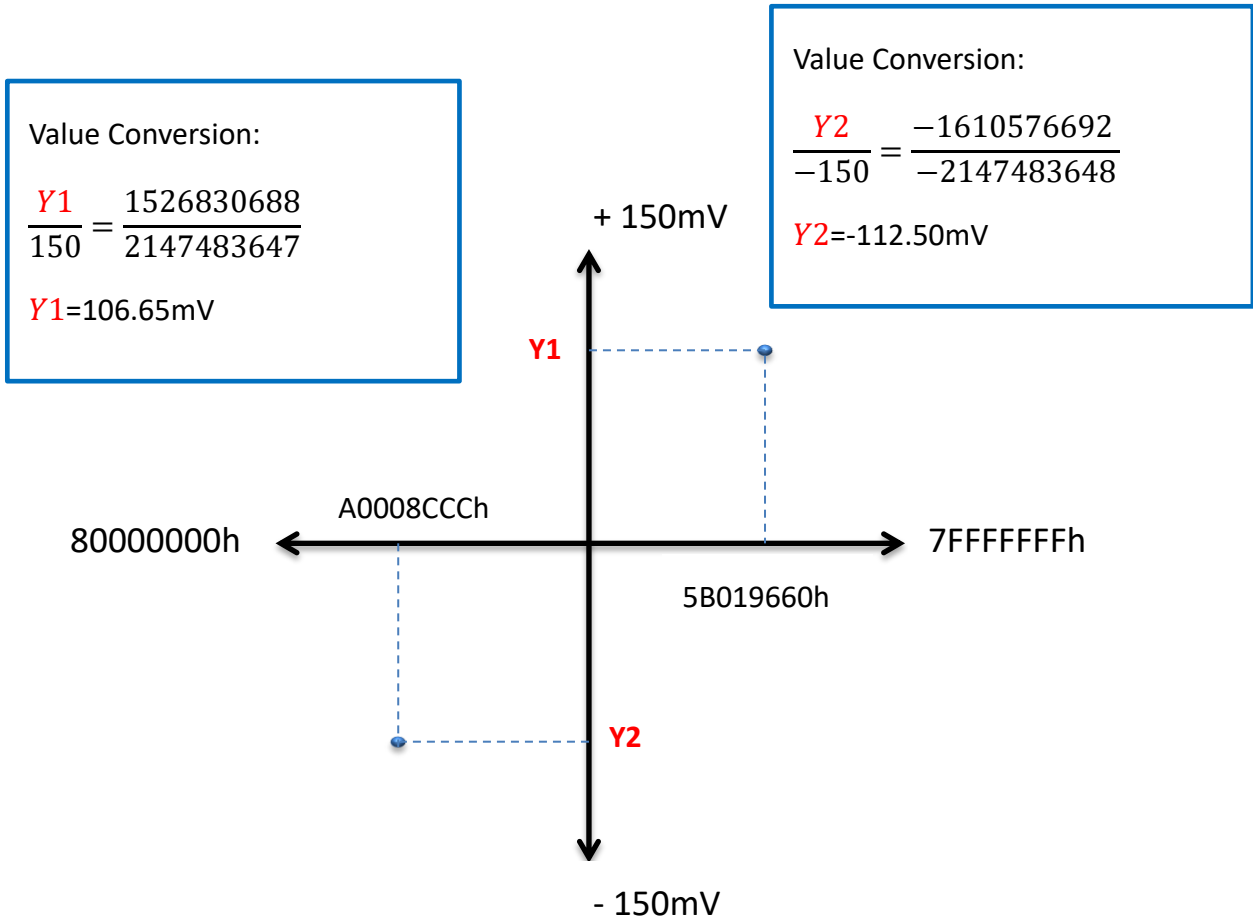 Value Conversion:
Y1/150 = 1526830688/2147483647
Y1=106.65mV
Value Conversion:
Y2/−150 = −1610576692/−2147483648
Y2=-112.50mV
+ 150mV
Y1
A0008CCCh
80000000h
7FFFFFFFh
5B019660h
Y2
- 150mV